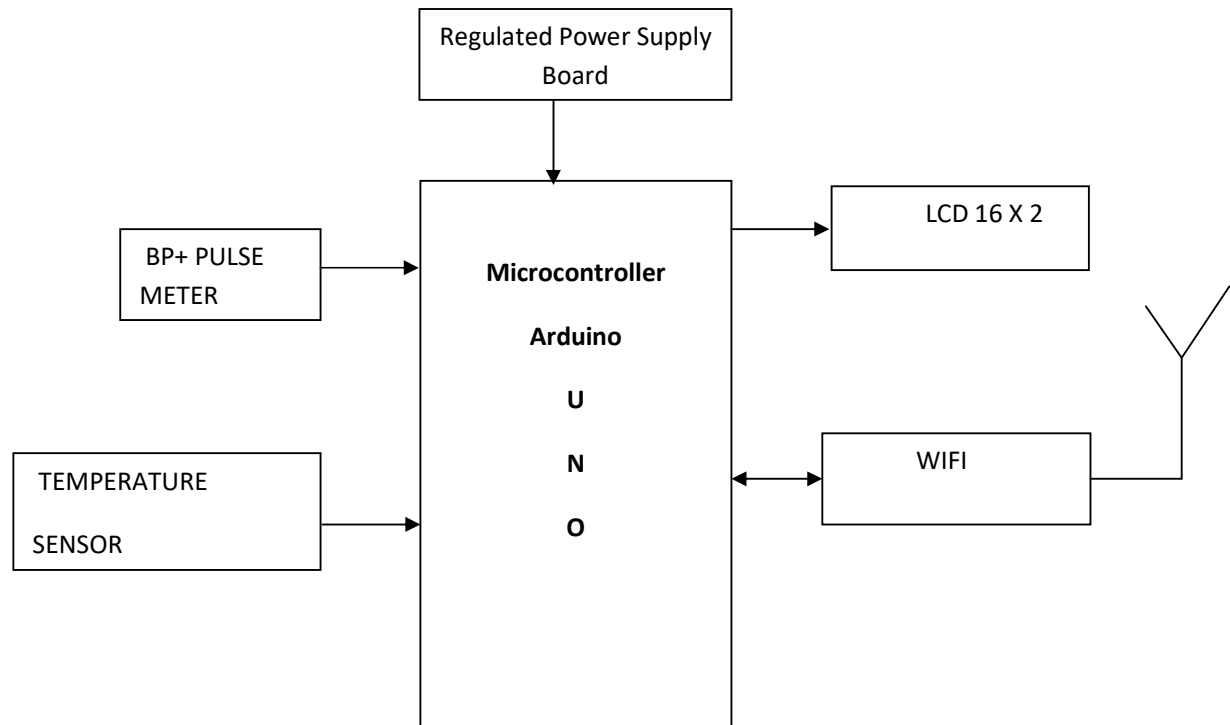 Regulated Power Supply
Board
BP+ PULSE
METER
Microcontroller
Arduino
U
N
O
LCD 16 X 2
TEMPERATURE
SENSOR
WIFI